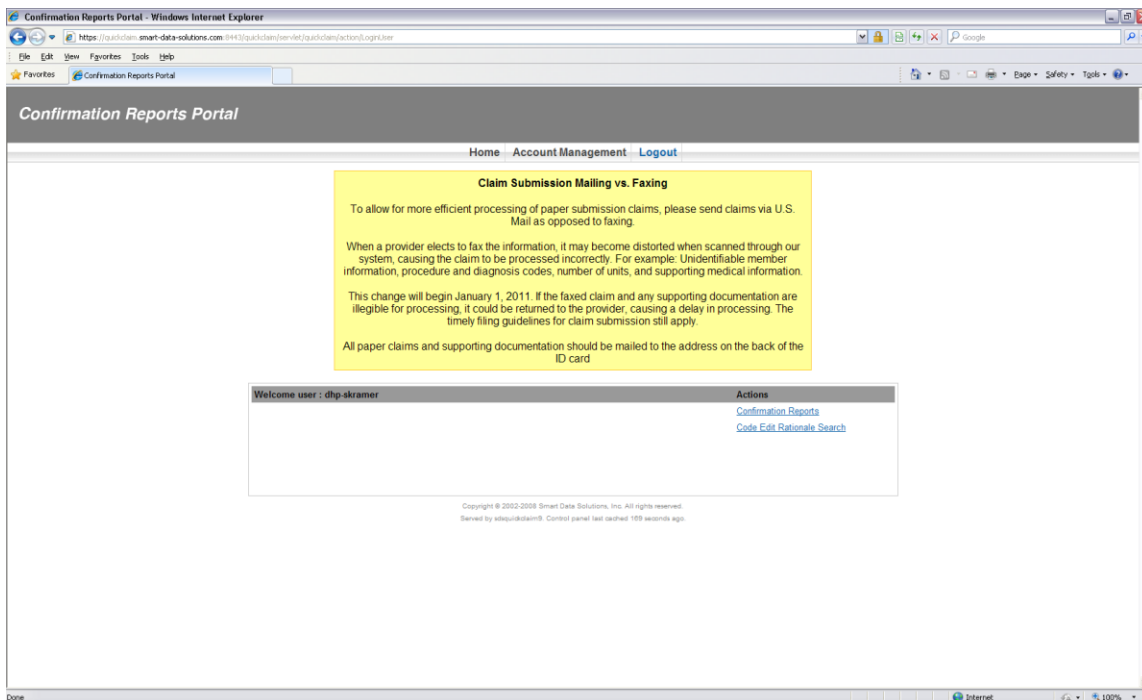 Confirmation Reports Portal - Windows Internet Explorer
https://quickclaim.smart-data-solutions.com:8443/quickclaim/servlet/quickclaim/action/LoginUser
Google
File Edit View Favorites Tools Help
Favorites Confirmation Reports Portal
Page Safety Tools
Confirmation Reports Portal
Home Account Management Logout
Claim Submission Mailing vs. Faxing
To allow for more efficient processing of paper submission claims, please send claims via U.S.
Mail as opposed to faxing.
When a provider elects to fax the information, it may become distorted when scanned through our
system, causing the claim to be processed incorrectly. For example: Unidentifiable member
information, procedure and diagnosis codes, number of units, and supporting medical information.
This change will begin January 1, 2011. If the faxed claim and any supporting documentation are
illegible for processing, it could be returned to the provider, causing a delay in processing. The
timely filing guidelines for claim submission still apply.
All paper claims and supporting documentation should be mailed to the address on the back of the
ID card
Welcome user : dhp-skramer Actions
Confirmation Reports
Code Edit Rationale Search
Copyright © 2002-2008 Smart Data Solutions, Inc. All rights reserved.
Served by sdsquickclaim9. Control panel last cached 189 seconds ago.
Done Internet 100%